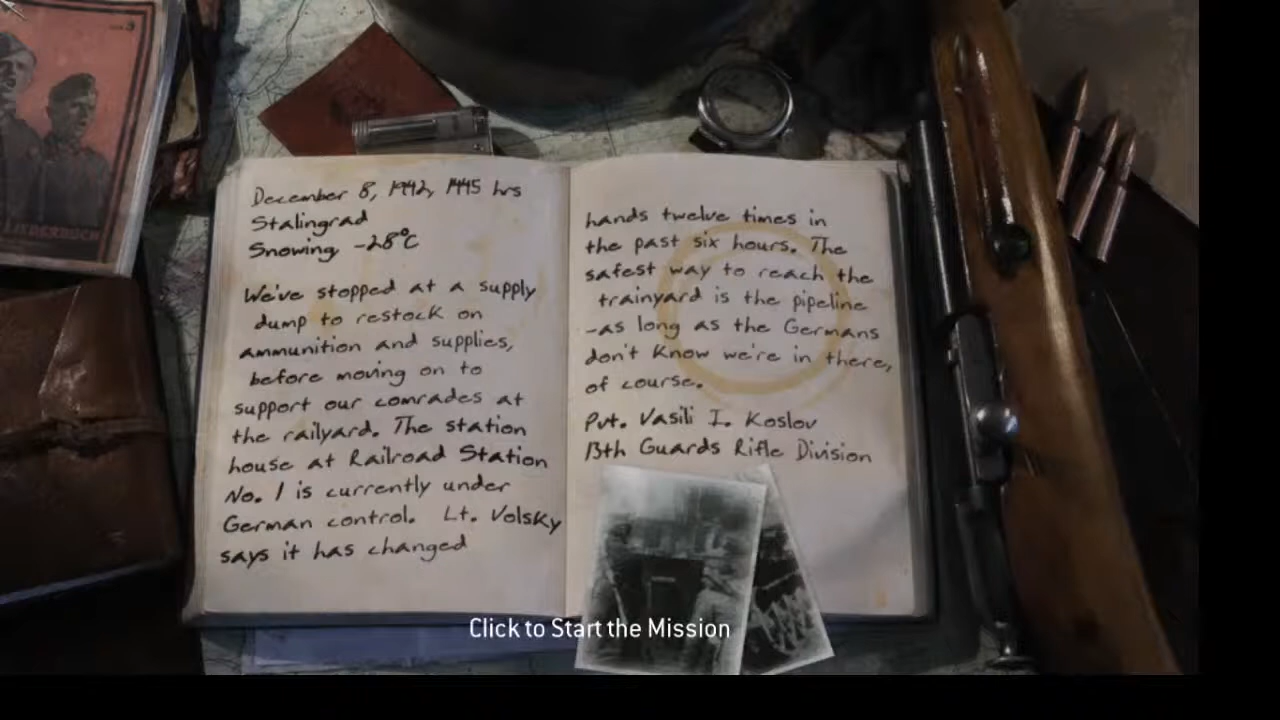 LIEDERBUCH
December 8, 1942, 1445 hrs
Stalingrad
Snowing -28°C
We've stopped at a supply
dump to restock on
ammunition and supplies,
before moving on to
support our comrades at
the railyard. The station
house at Railroad Station
No. 1 is currently under
German control. Lt. Volsky
says it has changed
hands twelve times in
the past six hours. The
safest way to reach the
trainyard is the pipeline
-as long as the Germans
don't know we're in there,
of course.
Pvt. Vasili I. Koslov
13th Guards Rifle Division
Click to Start the Mission